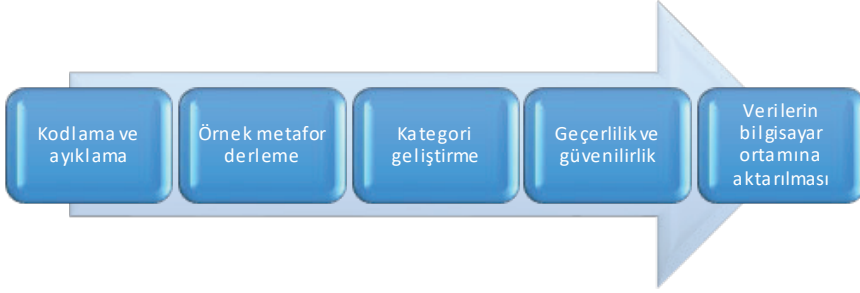 Kodlama ve
ayıklama
Örnek metafor
derleme
Kategori
geliştirme
Geçerlilik ve
güvenilirlik
Verilerin
bilgisayar
ortamına
aktarılması